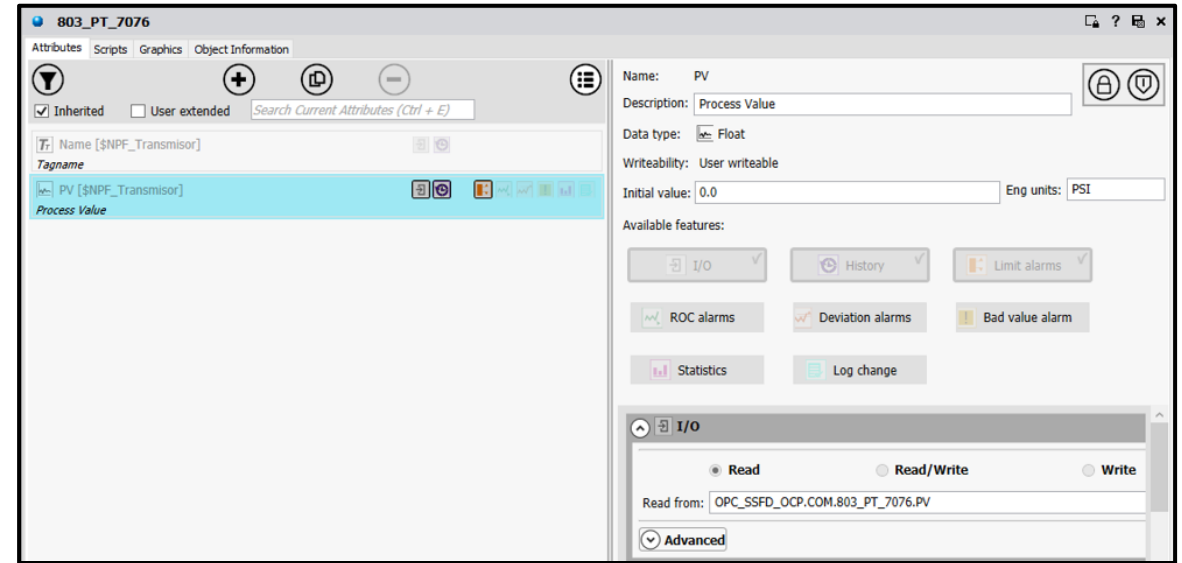 803_PT_7076
Attributes Scripts Graphics Object Information
Inherited User extended Search Current Attributes (Ctrl + E)
Name [$NPF_Transmisor]
Tagname
PV [$NPF_Transmisor]
Process Value
Name: PV
Description: Process Value
Data type: Float
Writeability: User writeable
Initial value: 0.0 Eng units: PSI
Available features:
I/O History Limit alarms
ROC alarms Deviation alarms Bad value alarm
Statistics Log change
I/O
Read Read/Write Write
Read from: OPC_SSFD_OCP.COM.803_PT_7076.PV
Advanced